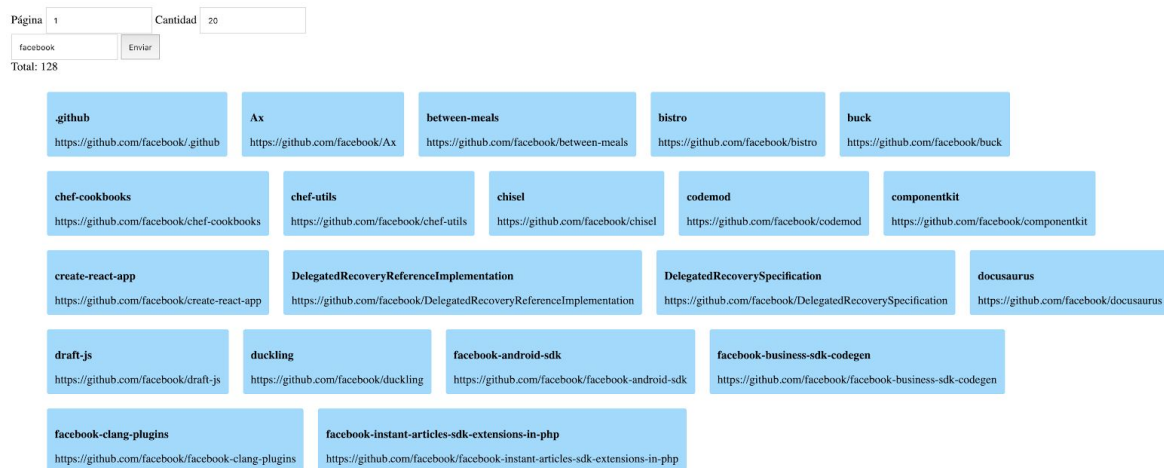 Página 1 Cantidad 20
facebook Enviar
Total: 128
.github Ax between-meals bistro buck
https://github.com/facebook/.github https://github.com/facebook/Ax https://github.com/facebook/between-meals https://github.com/facebook/bistro https://github.com/facebook/buck
chef-cookbooks chef-utils chisel codemod componentkit
https://github.com/facebook/chef-cookbooks https://github.com/facebook/chef-utils https://github.com/facebook/chisel https://github.com/facebook/codemod https://github.com/facebook/componentkit
create-react-app DelegatedRecoveryReferenceImplementation DelegatedRecoverySpecification docusaurus
https://github.com/facebook/create-react-app https://github.com/facebook/DelegatedRecoveryReferenceImplementation https://github.com/facebook/DelegatedRecoverySpecification https://github.com/facebook/docusaurus
draft-js duckling facebook-android-sdk facebook-business-sdk-codegen
https://github.com/facebook/draft-js https://github.com/facebook/duckling https://github.com/facebook/facebook-android-sdk https://github.com/facebook/facebook-business-sdk-codegen
facebook-clang-plugins facebook-instant-articles-sdk-extensions-in-php
https://github.com/facebook/facebook-clang-plugins https://github.com/facebook/facebook-instant-articles-sdk-extensions-in-php